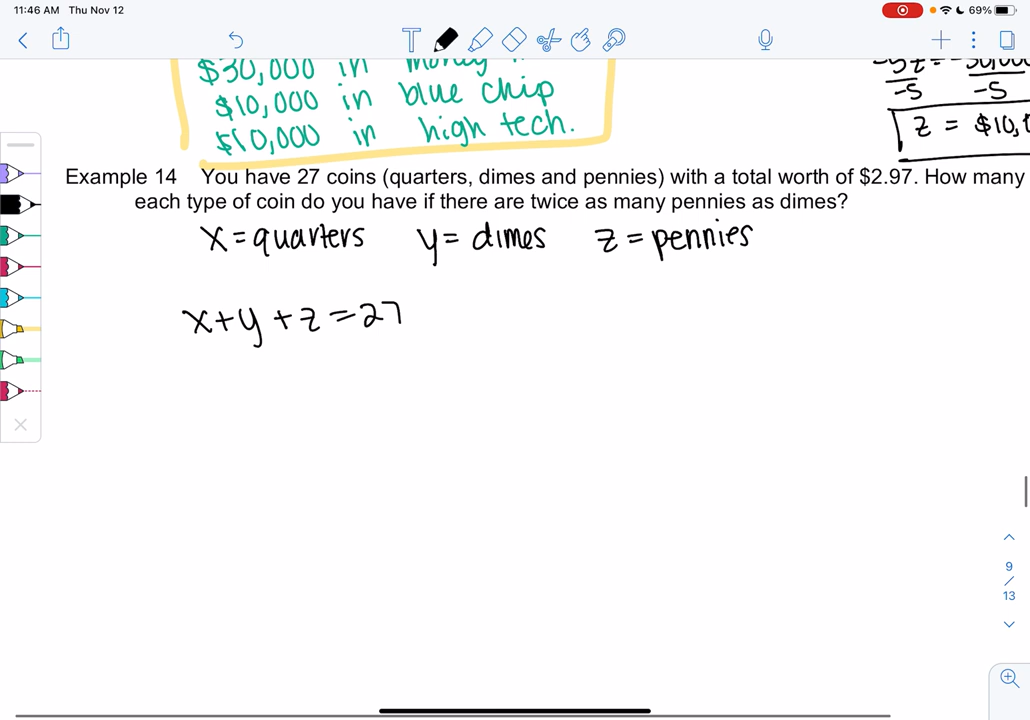 11:46 AM Thu Nov 12
69%
$30,000 in
$10,000 in blue chip
$10,000 in high tech.
-5
-5
z = $10,
Example 14 You have 27 coins (quarters, dimes and pennies) with a total worth of $2.97. How many
each type of coin do you have if there are twice as many pennies as dimes?
x = quarters y = dimes z = pennies
x + y + z = 27
9
/
13